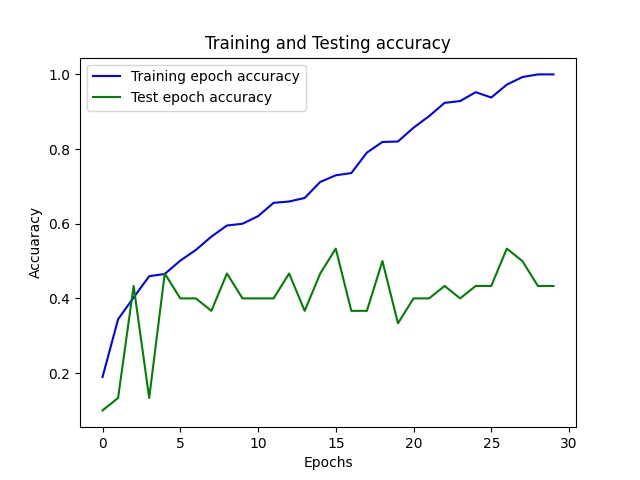 Training and Testing accuracy
Training epoch accuracy
Test epoch accuracy
1.0
0.8
0.6
0.4
0.2
Accuaracy
0 5 10 15 20 25 30
Epochs